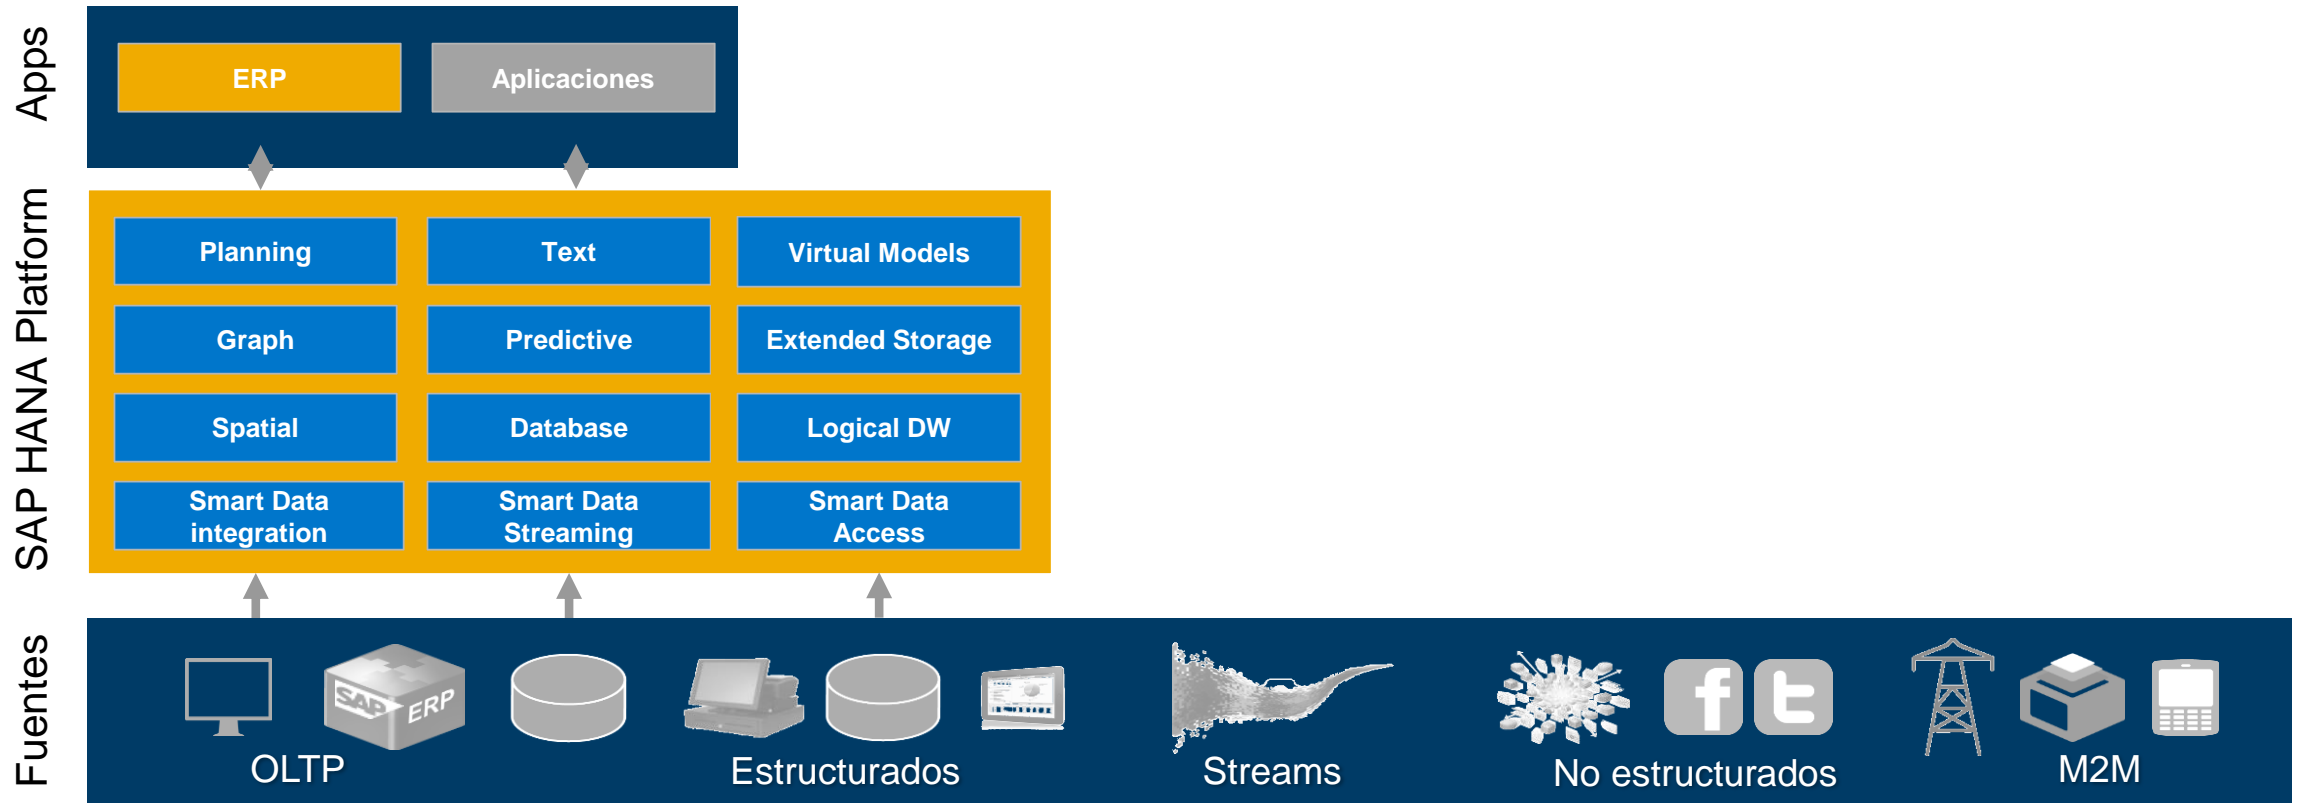 Apps
ERP
Aplicaciones
SAP HANA Platform
Planning
Text
Virtual Models
Graph
Predictive
Extended Storage
Spatial
Database
Logical DW
Smart Data
integration
Smart Data
Streaming
Smart Data
Access
Fuentes
SAP ERP
f
t
OLTP
Estructurados
Streams
No estructurados
M2M